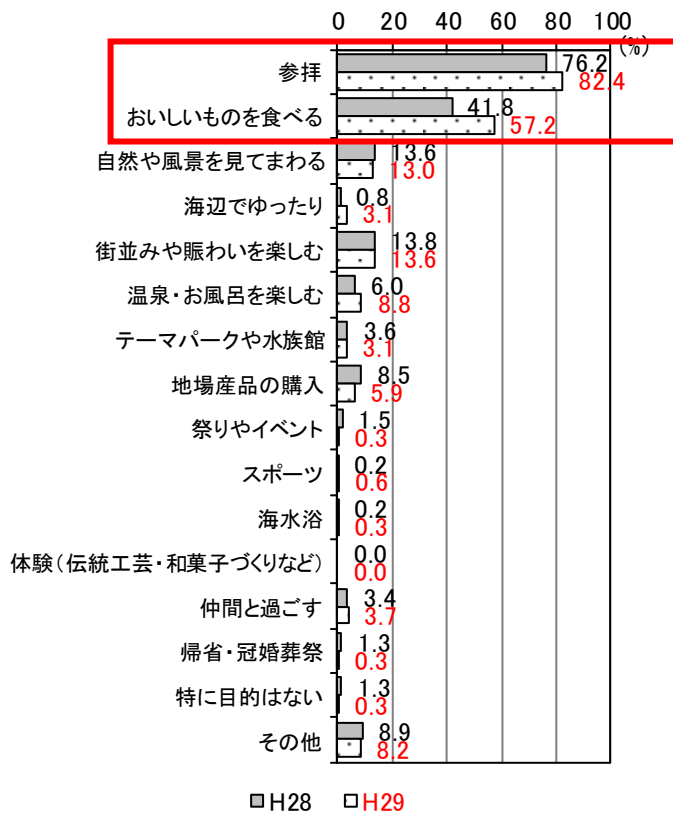 0 20 40 60 80 100
(%)
参拝 76.2
82.4
おいしいものを食べる 41.8
57.2
自然や風景を見てまわる 13.6
13.0
海辺でゆったり 0.8
3.1
街並みや賑わいを楽しむ 13.8
13.6
温泉・お風呂を楽しむ 6.0
8.8
テーマパークや水族館 3.6
3.1
地場産品の購入 8.5
5.9
祭りやイベント 1.5
0.3
スポーツ 0.2
0.6
海水浴 0.2
0.3
体験(伝統工芸・和菓子づくりなど) 0.0
0.0
仲間と過ごす 3.4
3.7
帰省・冠婚葬祭 1.3
0.3
特に目的はない 1.3
0.3
その他 8.9
8.2
H28 H29